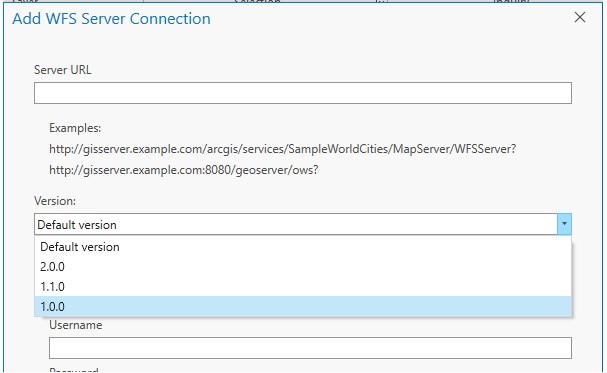 Add WFS Server Connection
Server URL
Examples:
http://gisserver.example.com/arcgis/services/SampleWorldCities/MapServer/WFSServer?
http://gisserver.example.com:8080/geoserver/ows?
Version:
Default version
Default version
2.0.0
1.1.0
1.0.0
Username